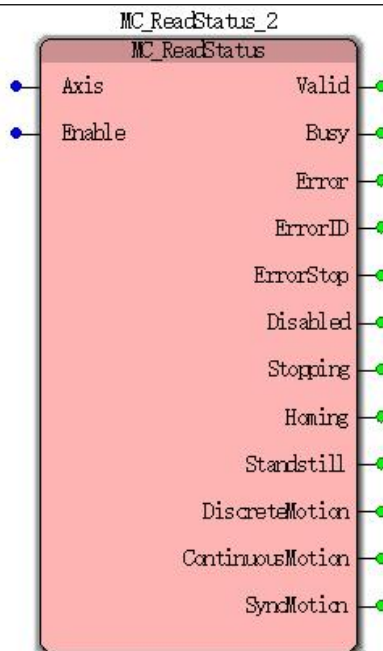 MC_ReadStatus_2
MC_ReadStatus
Axis Valid
Enable Busy
Error
ErrorID
ErrorStop
Disabled
Stopping
Homing
Standstill
DiscreteMotion
ContinuousMotion
SyncMotion